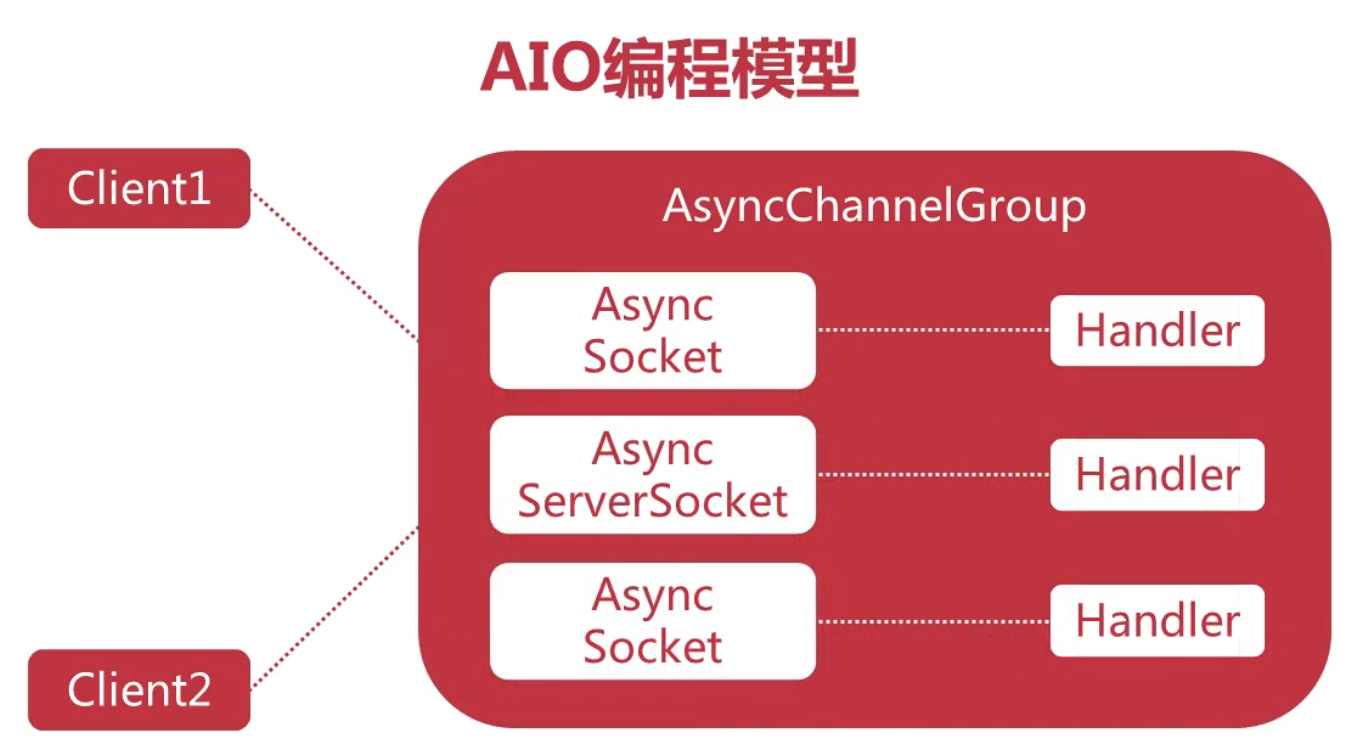 AIO编程模型
Client1
AsyncChannelGroup
Async
Socket
Handler
Async
ServerSocket
Handler
Async
Socket
Handler
Client2